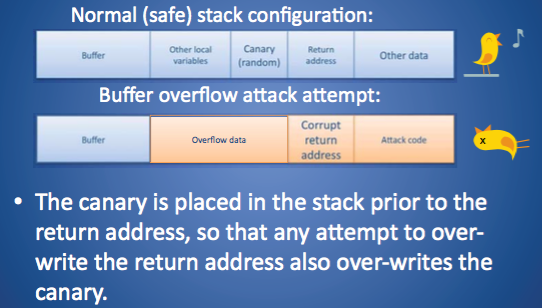 Normal (safe) stack configuration:
Buffer
Other local
variables
Canary
(random)
Return
address
Other data
Buffer overflow attack attempt:
Buffer
Overflow data
Corrupt
return
address
Attack code
x
• The canary is placed in the stack prior to the
return address, so that any attempt to over-
write the return address also over-writes the
canary.